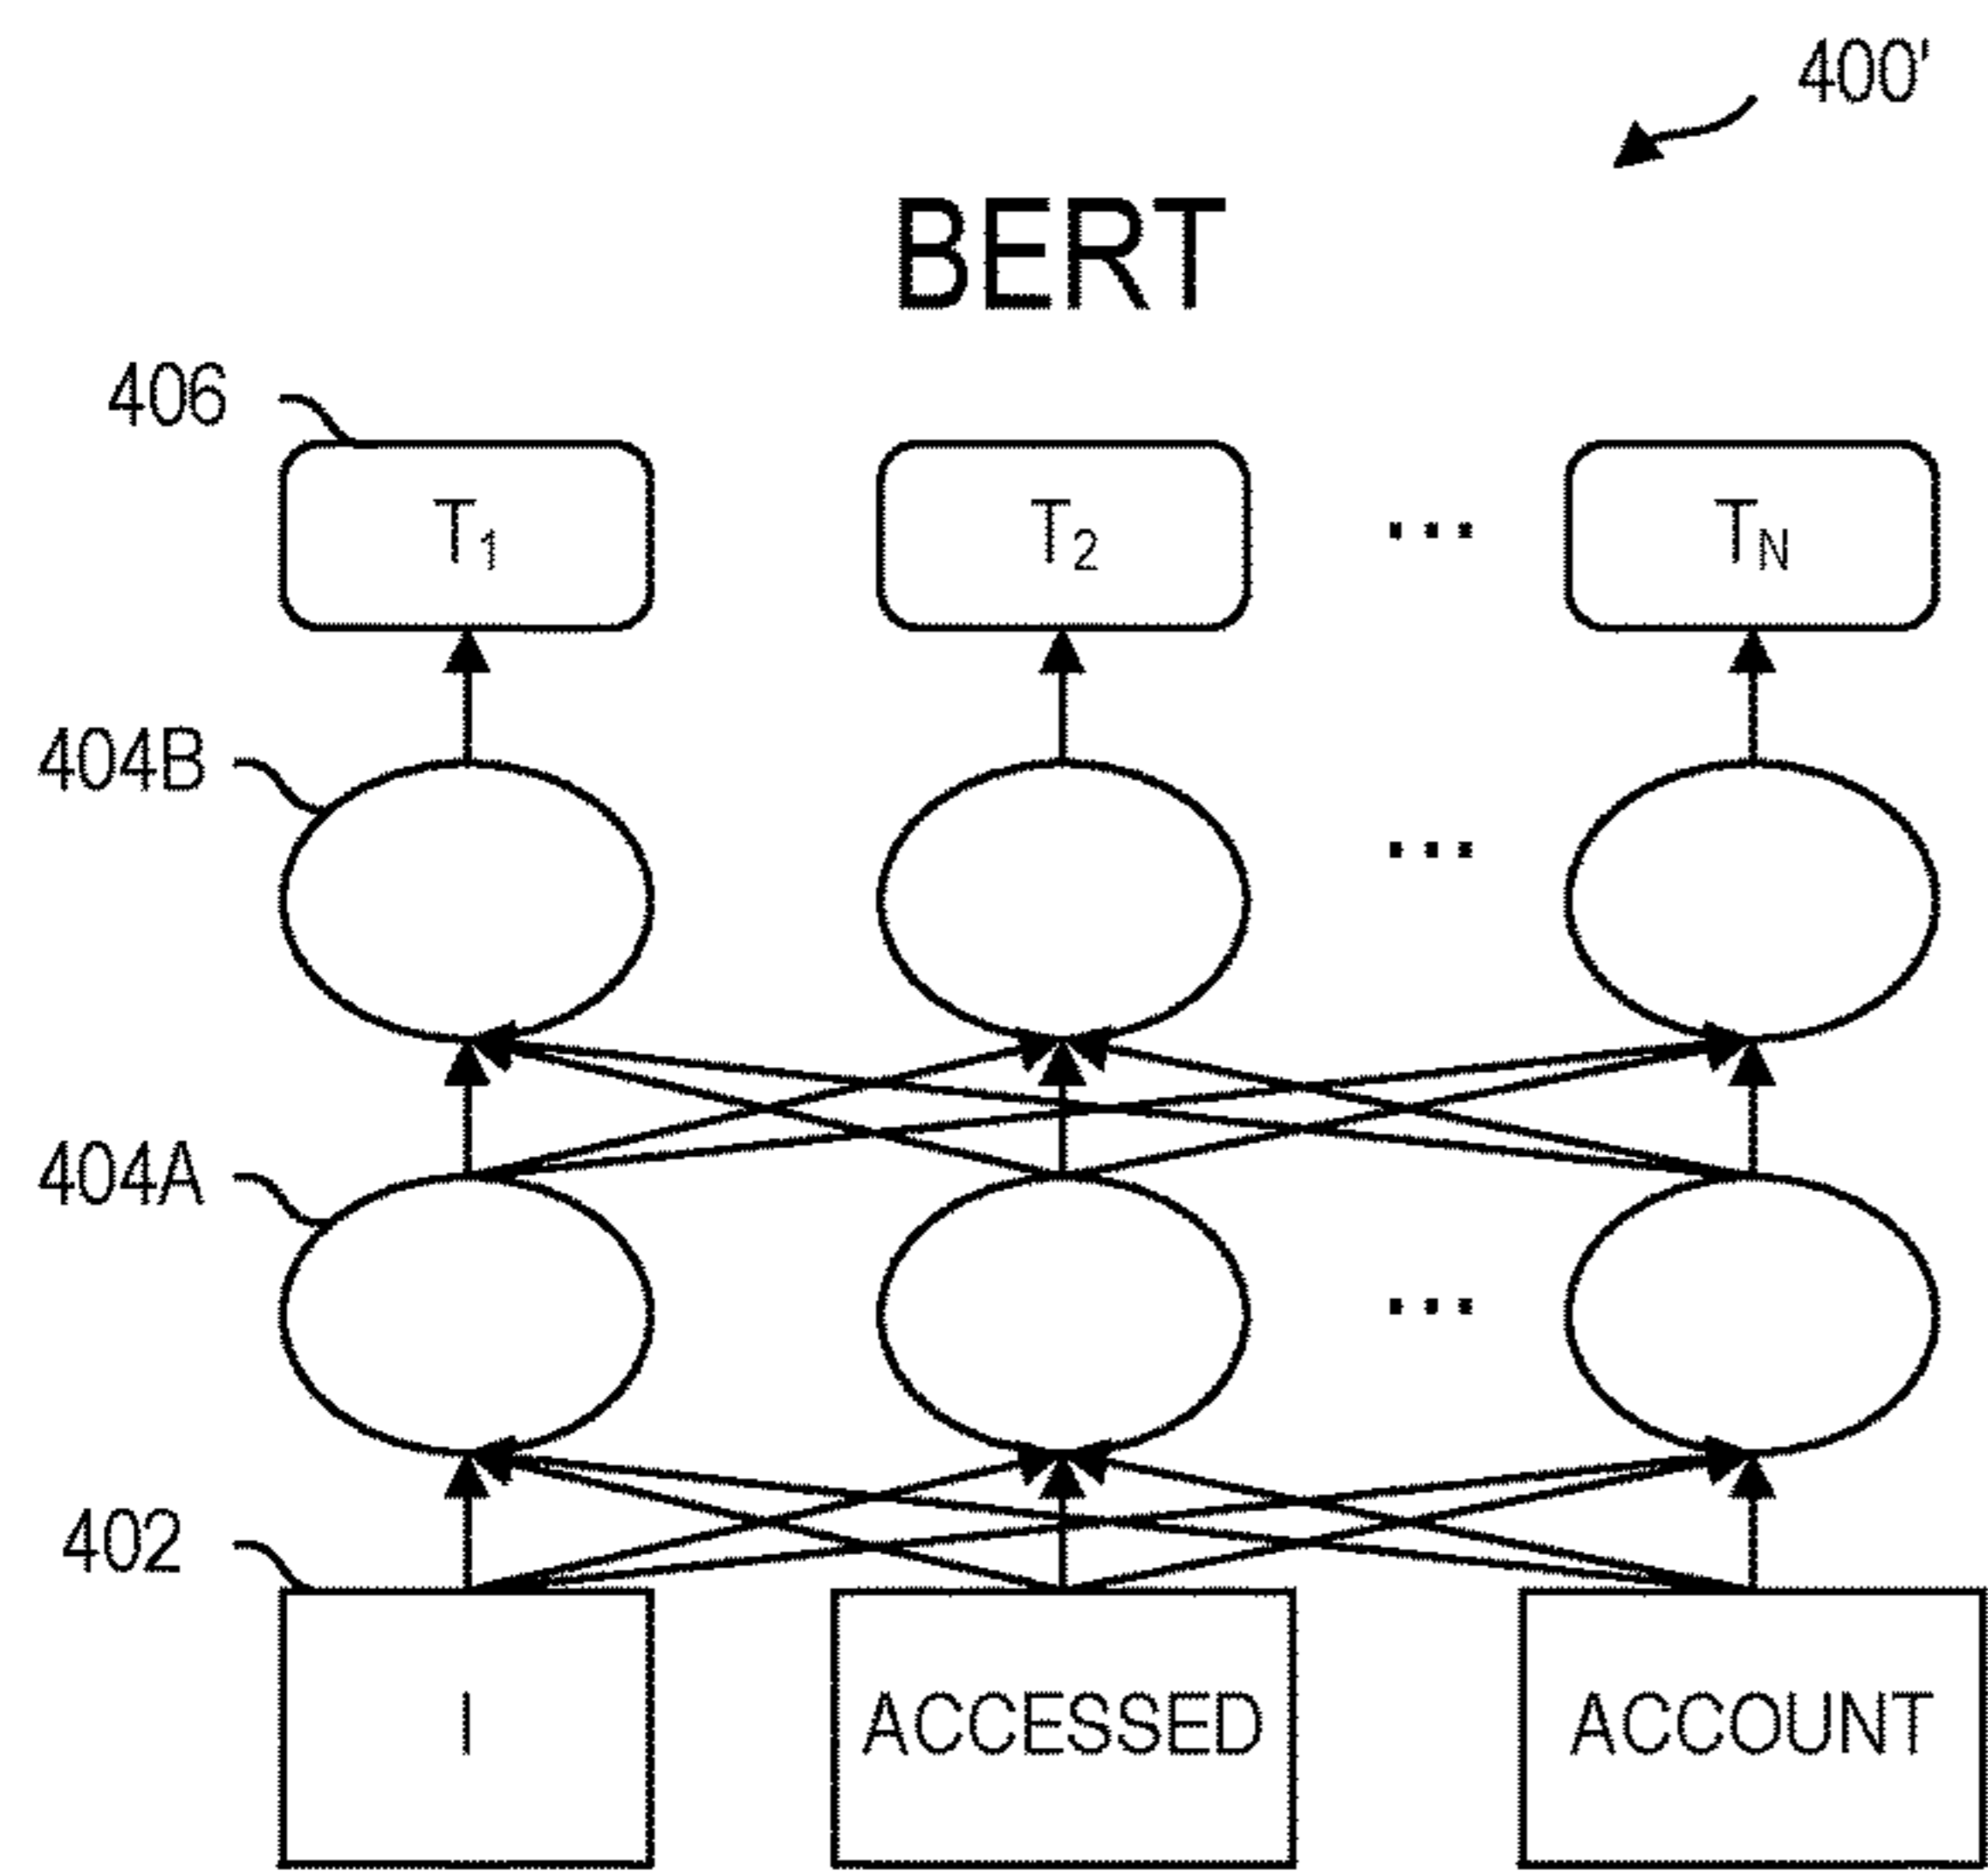 400'
BERT
406
T1 T2 ... TN
404B
...
404A
...
402
I ACCESSED ACCOUNT